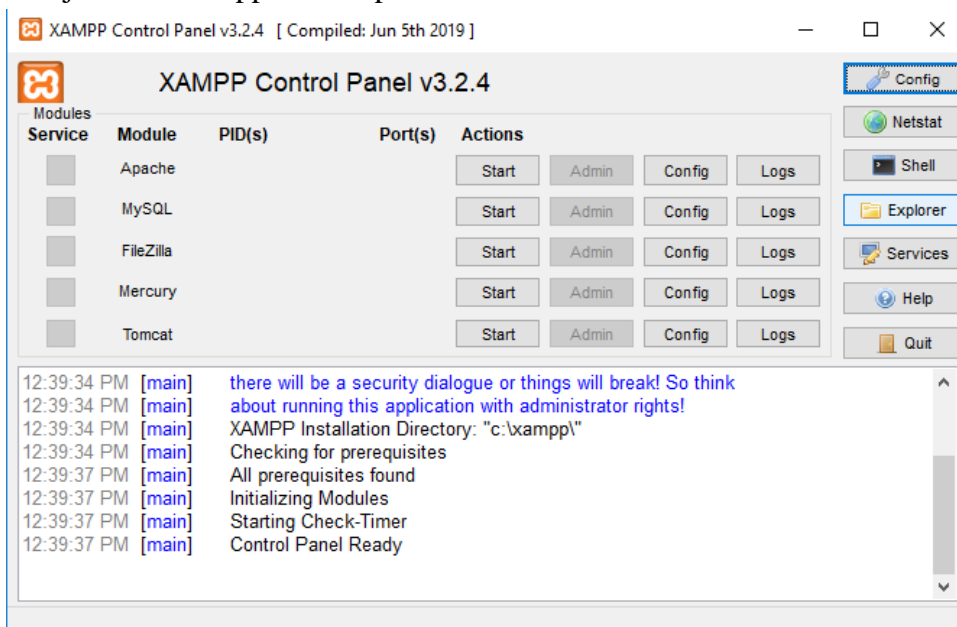 XAMPP Control Panel v3.2.4 [ Compiled: Jun 5th 2019 ]
XAMPP Control Panel v3.2.4
Config
Modules
Service Module PID(s) Port(s) Actions
Netstat
Apache Start Admin Config Logs
Shell
MySQL Start Admin Config Logs
Explorer
FileZilla Start Admin Config Logs
Services
Mercury Start Admin Config Logs
Help
Tomcat Start Admin Config Logs
Quit
12:39:34 PM [main] there will be a security dialogue or things will break! So think
12:39:34 PM [main] about running this application with administrator rights!
12:39:34 PM [main] XAMPP Installation Directory: "c:\xampp\"
12:39:34 PM [main] Checking for prerequisites
12:39:37 PM [main] All prerequisites found
12:39:37 PM [main] Initializing Modules
12:39:37 PM [main] Starting Check-Timer
12:39:37 PM [main] Control Panel Ready